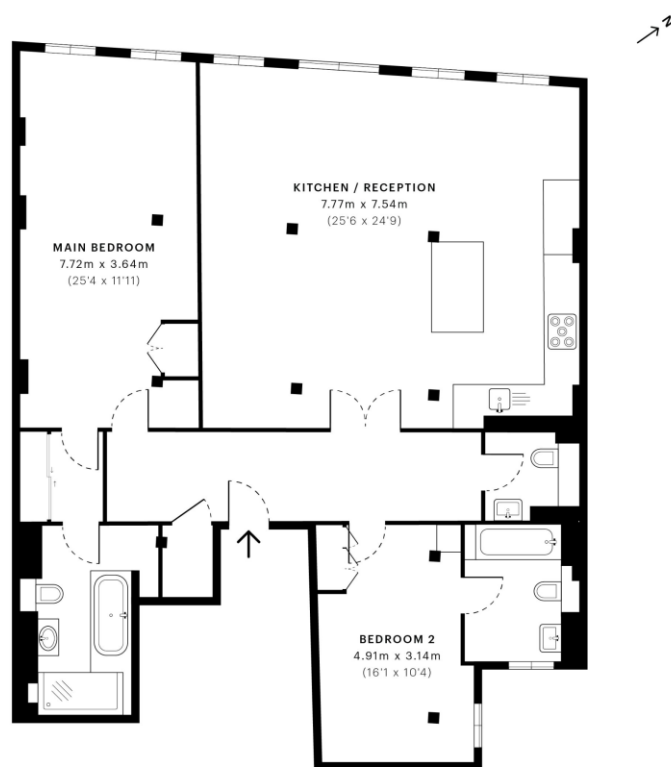 N
KITCHEN / RECEPTION
7.77m x 7.54m
(25'6 x 24'9)
MAIN BEDROOM
7.72m x 3.64m
(25'4 x 11'11)
BEDROOM 2
4.91m x 3.14m
(16'1 x 10'4)